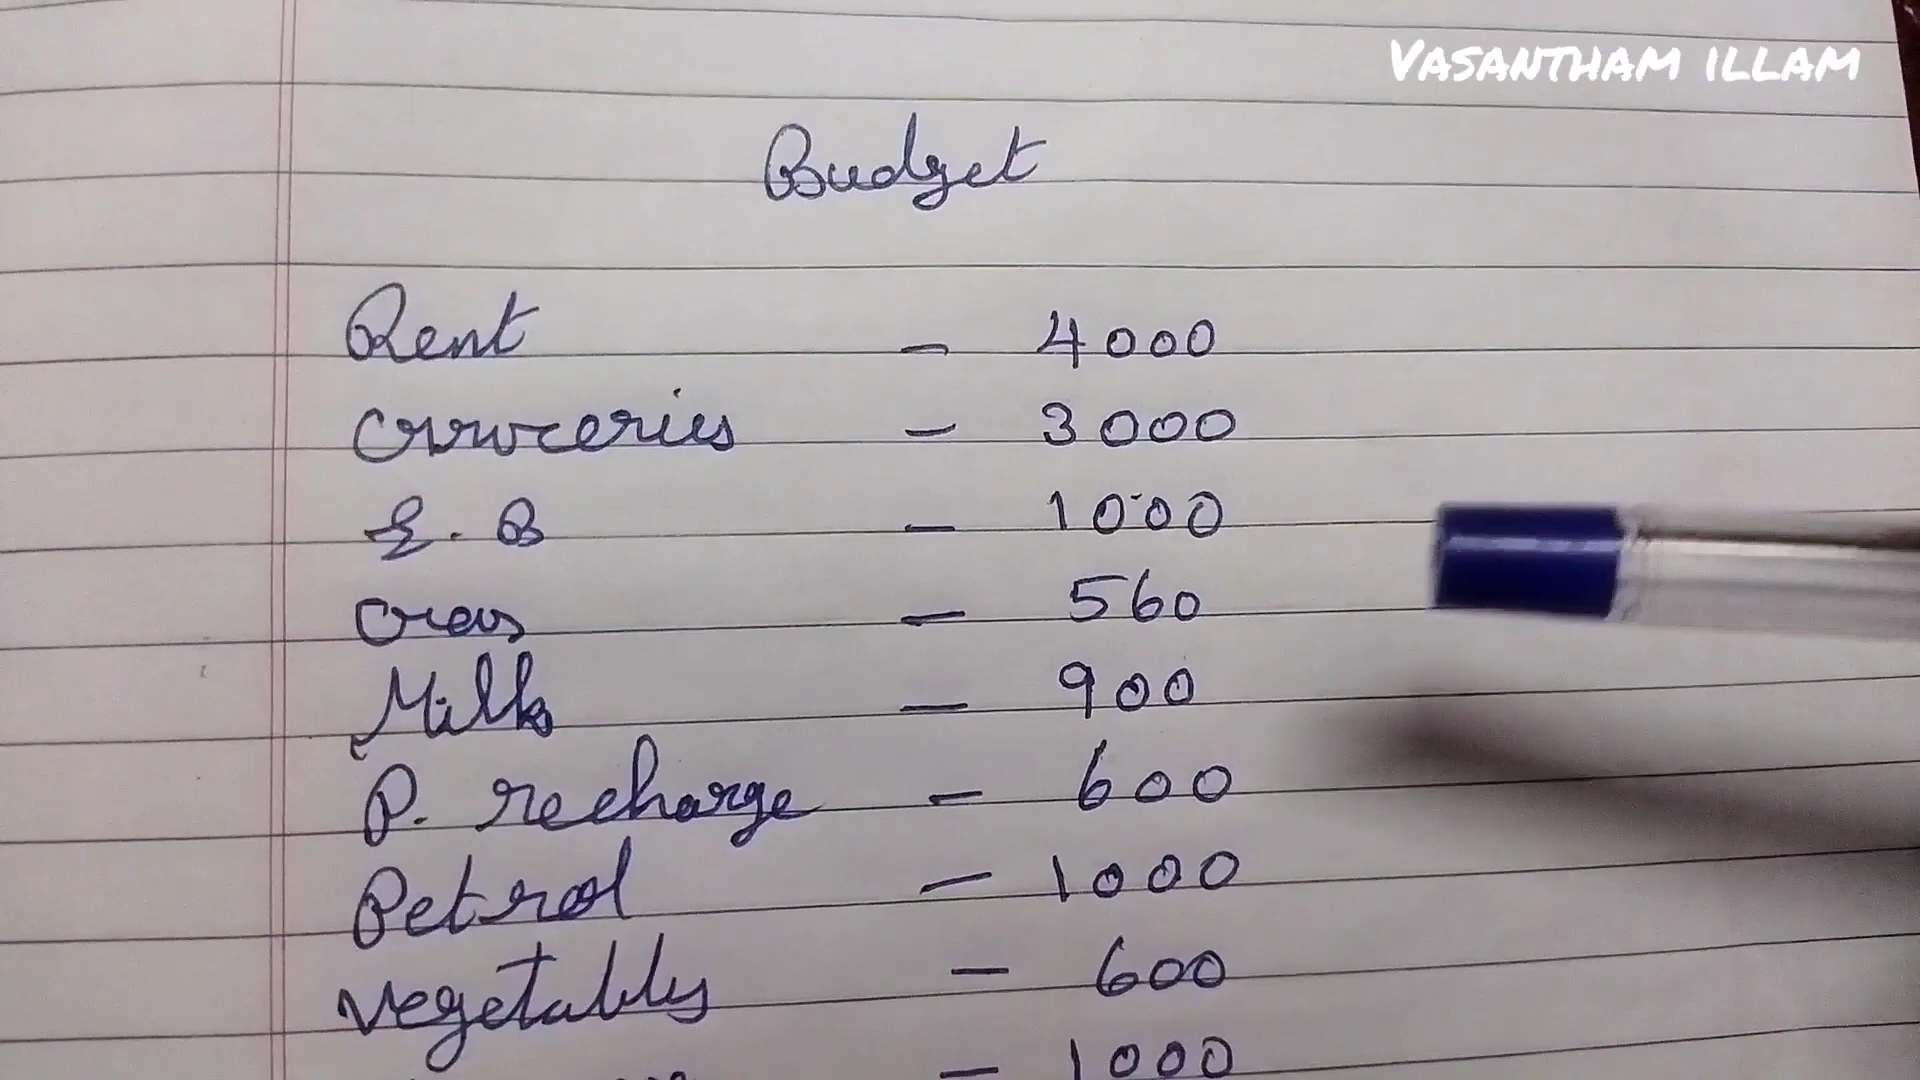 VASANTHAM ILLAM
Budget
Rent - 4000
Groceries - 3000
E. B - 1000
Gas - 560
Milk - 900
P. recharge - 600
Petrol - 1000
Vegetables - 600
- 1000